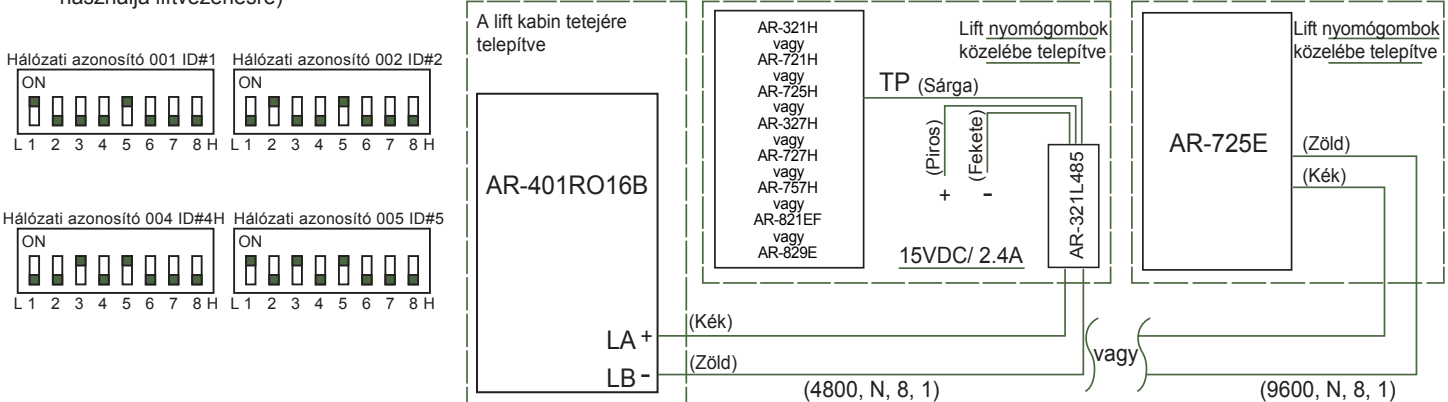 használja liftvezérlésre)
Hálózati azonosító 001 ID#1
ON
L 1 2 3 4 5 6 7 8 H
Hálózati azonosító 002 ID#2
ON
L 1 2 3 4 5 6 7 8 H
Hálózati azonosító 004 ID#4H
ON
L 1 2 3 4 5 6 7 8 H
Hálózati azonosító 005 ID#5
ON
L 1 2 3 4 5 6 7 8 H
A lift kabin tetejére
telepítve
AR-401RO16B
LA +
LB -
(Kék)
(Zöld)
AR-321H
vagy
AR-721H
vagy
AR-725H
vagy
AR-327H
vagy
AR-727H
vagy
AR-757H
vagy
AR-821EF
vagy
AR-829E
Lift nyomógombok
közelébe telepítve
TP (Sárga)
(Piros)
(Fekete)
+ -
15VDC/ 2.4A
AR-321L485
(4800, N, 8, 1)
vagy
AR-725E
Lift nyomógombok
közelébe telepítve
(Zöld)
(Kék)
(9600, N, 8, 1)